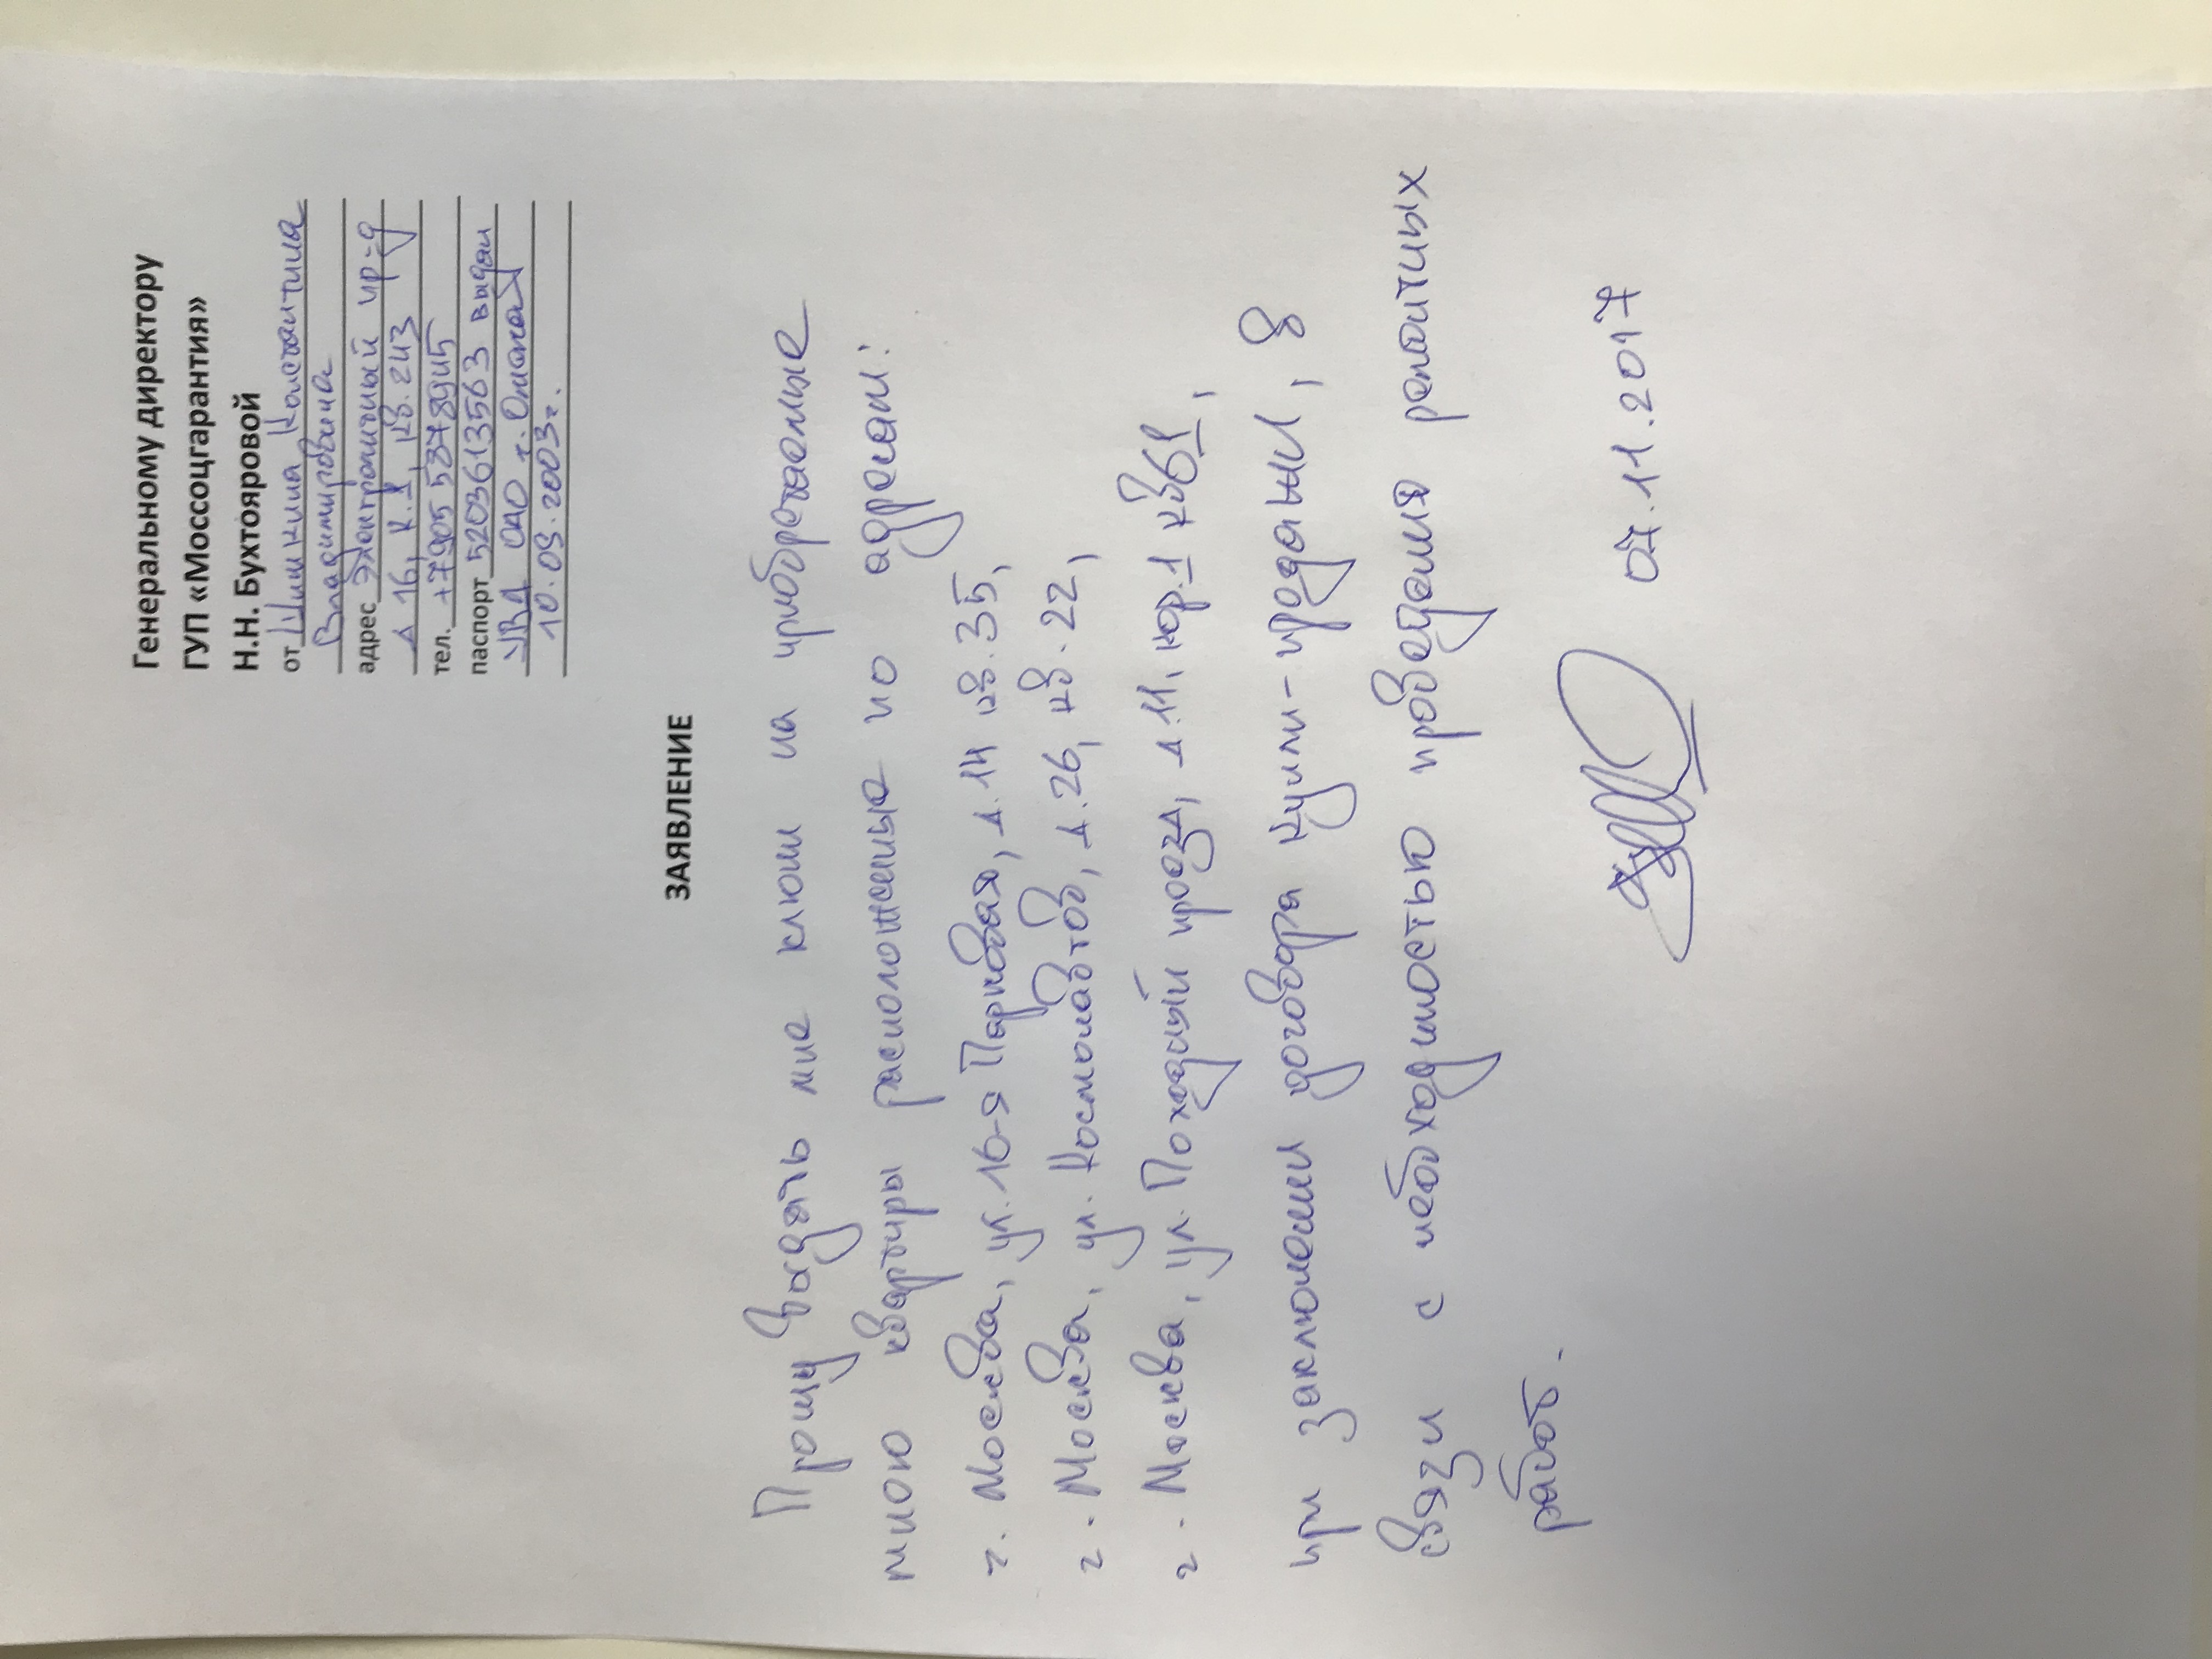 Генеральному директору
ГУП «Моссоцгарантия»
Н.Н. Бухтояровой
от Шишкина Константина
Владимировича
адрес Электроличный пр-д
д 16, к.1, кв. 243
тел. +7905 5878945
паспорт 5203613563 выдан
УВД ОАО г. Омска
10.09.2003г.
ЗАЯВЛЕНИЕ
Прошу выдать мне ключи на приобретаемые
мною квартиры расположенные по адресам:
г. Москва, ул. 16-я Парковая, д.14 кв.35,
г. Москва, ул. Космонавтов, д.26, кв.22,
г. Москва, ул. Походный проезд, д.11, кор.1 кв61,
при заключении договора купли-продажи, в
связи с необходимостью проведения ремонтных
работ.
07.11.2017